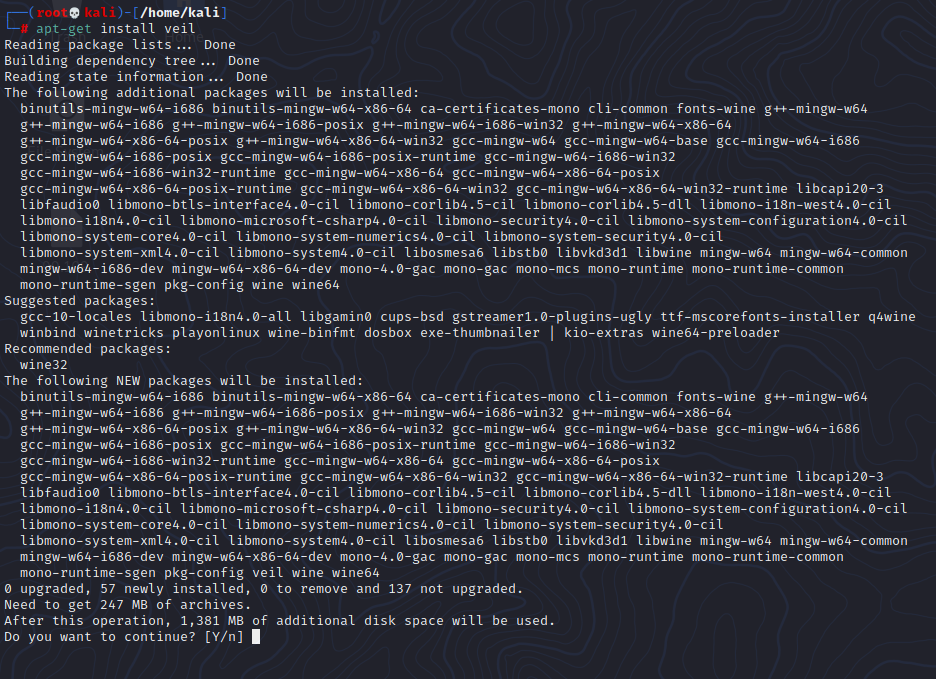 ┌──(root💀kali)-[/home/kali]
└─# apt-get install veil
Reading package lists... Done
Building dependency tree... Done
Reading state information... Done
The following additional packages will be installed:
binutils-mingw-w64-i686 binutils-mingw-w64-x86-64 ca-certificates-mono cli-common fonts-wine g++-mingw-w64
g++-mingw-w64-i686 g++-mingw-w64-i686-posix g++-mingw-w64-i686-win32 g++-mingw-w64-x86-64
g++-mingw-w64-x86-64-posix g++-mingw-w64-x86-64-win32 gcc-mingw-w64 gcc-mingw-w64-base gcc-mingw-w64-i686
gcc-mingw-w64-i686-posix gcc-mingw-w64-i686-posix-runtime gcc-mingw-w64-i686-win32
gcc-mingw-w64-i686-win32-runtime gcc-mingw-w64-x86-64 gcc-mingw-w64-x86-64-posix
gcc-mingw-w64-x86-64-posix-runtime gcc-mingw-w64-x86-64-win32 gcc-mingw-w64-x86-64-win32-runtime libcapi20-3
libfaudio0 libmono-btls-interface4.0-cil libmono-corlib4.5-cil libmono-corlib4.5-dll libmono-i18n-west4.0-cil
libmono-i18n4.0-cil libmono-microsoft-csharp4.0-cil libmono-security4.0-cil libmono-system-configuration4.0-cil
libmono-system-core4.0-cil libmono-system-numerics4.0-cil libmono-system-security4.0-cil
libmono-system-xml4.0-cil libmono-system4.0-cil libosmesa6 libstb0 libvkd3d1 libwine mingw-w64 mingw-w64-common
mingw-w64-i686-dev mingw-w64-x86-64-dev mono-4.0-gac mono-gac mono-mcs mono-runtime mono-runtime-common
mono-runtime-sgen pkg-config wine wine64
Suggested packages:
gcc-10-locales libmono-i18n4.0-all libgamin0 cups-bsd gstreamer1.0-plugins-ugly ttf-mscorefonts-installer q4wine
winbind winetricks playonlinux wine-binfmt dosbox exe-thumbnailer | kio-extras wine64-preloader
Recommended packages:
wine32
The following NEW packages will be installed:
binutils-mingw-w64-i686 binutils-mingw-w64-x86-64 ca-certificates-mono cli-common fonts-wine g++-mingw-w64
g++-mingw-w64-i686 g++-mingw-w64-i686-posix g++-mingw-w64-i686-win32 g++-mingw-w64-x86-64
g++-mingw-w64-x86-64-posix g++-mingw-w64-x86-64-win32 gcc-mingw-w64 gcc-mingw-w64-base gcc-mingw-w64-i686
gcc-mingw-w64-i686-posix gcc-mingw-w64-i686-posix-runtime gcc-mingw-w64-i686-win32
gcc-mingw-w64-i686-win32-runtime gcc-mingw-w64-x86-64 gcc-mingw-w64-x86-64-posix
gcc-mingw-w64-x86-64-posix-runtime gcc-mingw-w64-x86-64-win32 gcc-mingw-w64-x86-64-win32-runtime libcapi20-3
libfaudio0 libmono-btls-interface4.0-cil libmono-corlib4.5-cil libmono-corlib4.5-dll libmono-i18n-west4.0-cil
libmono-i18n4.0-cil libmono-microsoft-csharp4.0-cil libmono-security4.0-cil libmono-system-configuration4.0-cil
libmono-system-core4.0-cil libmono-system-numerics4.0-cil libmono-system-security4.0-cil
libmono-system-xml4.0-cil libmono-system4.0-cil libosmesa6 libstb0 libvkd3d1 libwine mingw-w64 mingw-w64-common
mingw-w64-i686-dev mingw-w64-x86-64-dev mono-4.0-gac mono-gac mono-mcs mono-runtime mono-runtime-common
mono-runtime-sgen pkg-config veil wine wine64
0 upgraded, 57 newly installed, 0 to remove and 137 not upgraded.
Need to get 247 MB of archives.
After this operation, 1,381 MB of additional disk space will be used.
Do you want to continue? [Y/n]